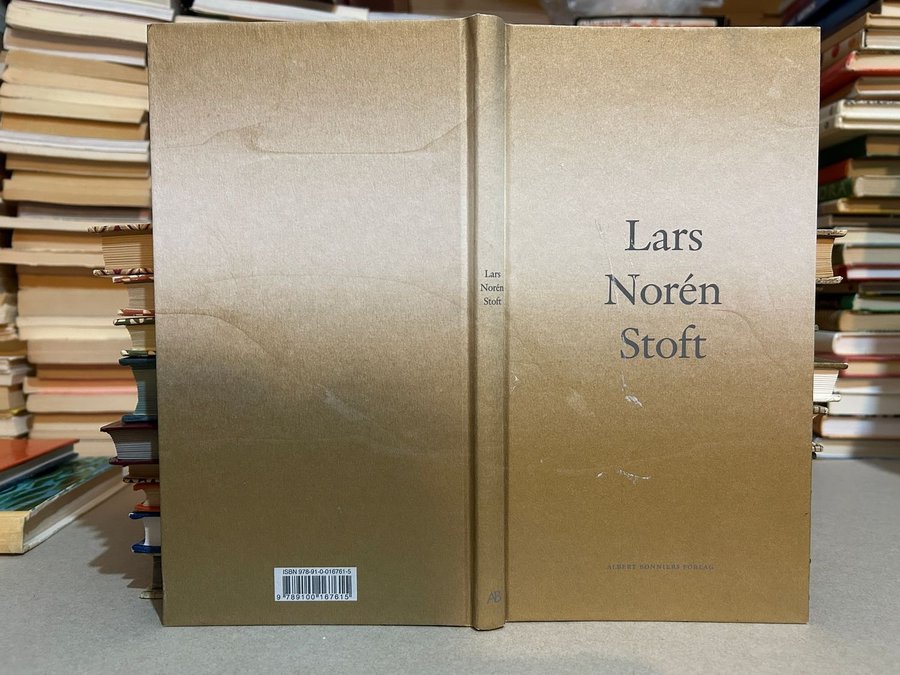 Lars
Norén
Stoft
ALBERT BONNIERS FÖRLAG
Lars
Norén
Stoft
AB
ISBN 978-91-0-016761-5
9 789100 167615